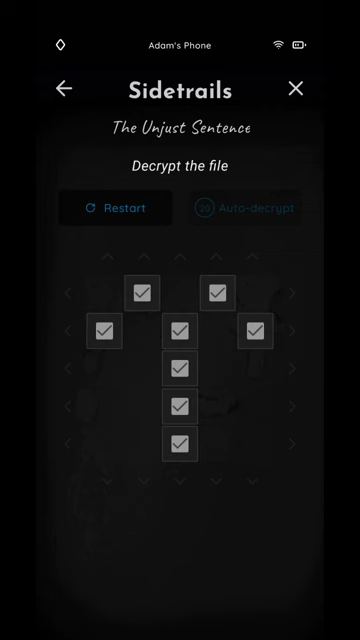 Adam's Phone
Sidetrails
The Unjust Sentence
Decrypt the file
Restart
20 Auto-decrypt